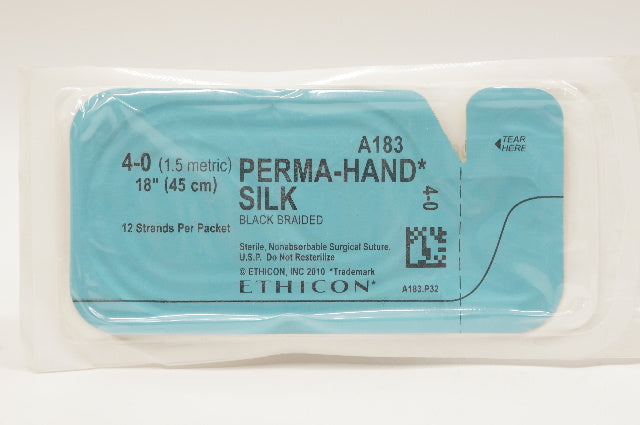 A183
4-0 (1.5 metric)
18" (45 cm)
PERMA-HAND*
SILK
BLACK BRAIDED
12 Strands Per Packet
4-0
TEAR
HERE
Sterile, Nonabsorbable Surgical Suture,
U.S.P. Do Not Resterilize
© ETHICON, INC 2010 *Trademark
ETHICON*
A183.P32